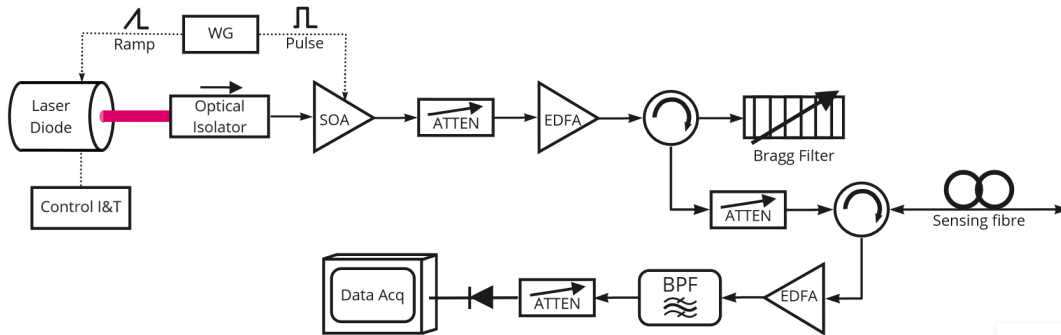 WG
Ramp
Pulse
Laser
Diode
Optical
Isolator
SOA
ATTEN
EDFA
Bragg Filter
Control I&T
ATTEN
Sensing fibre
Data Acq
ATTEN
BPF
EDFA